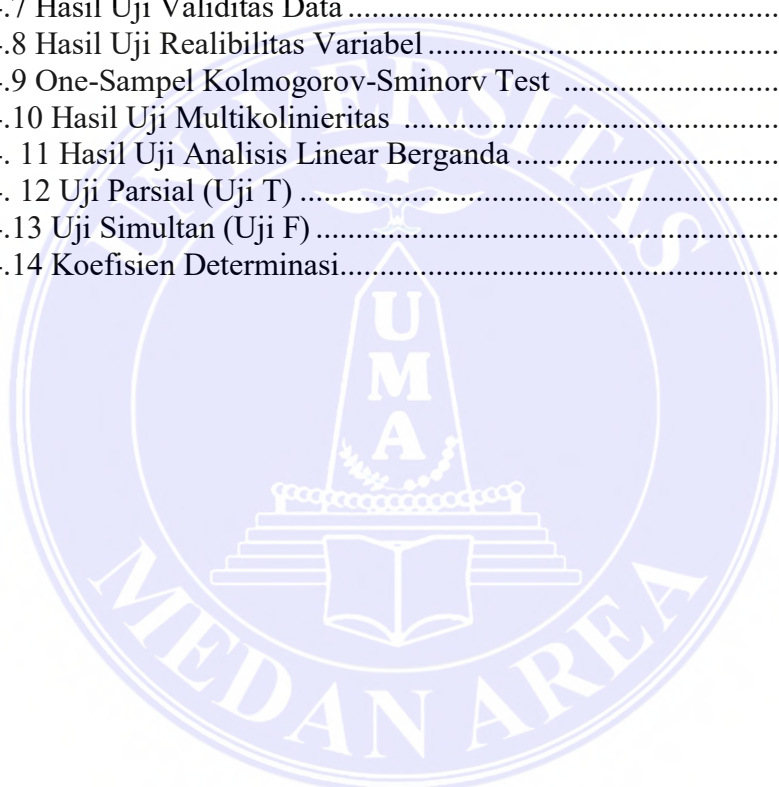 .7 Hasil Uji Validitas Data ....................................................
.8 Hasil Uji Realibilitas Variabel ..........................................
.9 One-Sampel Kolmogorov-Sminorv Test .........................
.10 Hasil Uji Multikolinieritas .............................................
. 11 Hasil Uji Analisis Linear Berganda ...............................
. 12 Uji Parsial (Uji T) ..........................................................
.13 Uji Simultan (Uji F) ........................................................
.14 Koefisien Determinasi.....................................................
UNIVERSITAS
UMA
MEDAN AREA